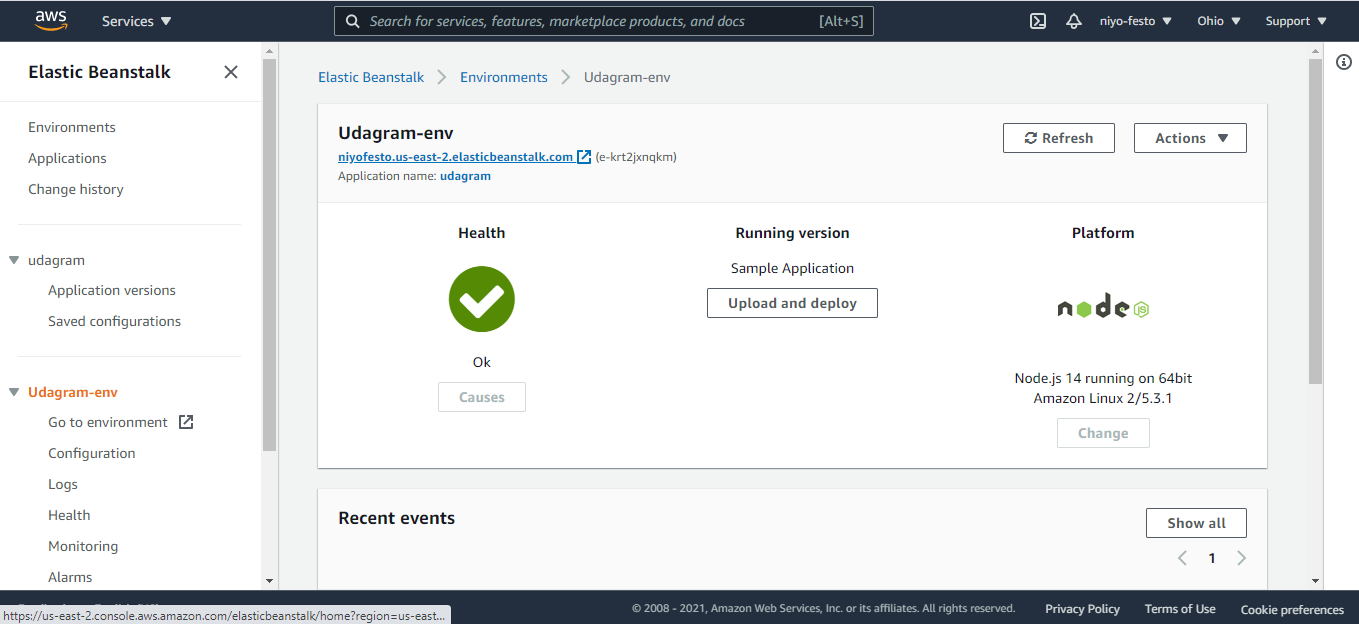 aws
Services
Search for services, features, marketplace products, and docs [Alt+S]
niyo-festo
Ohio
Support
Elastic Beanstalk
Environments
Applications
Change history
udagram
Application versions
Saved configurations
Udagram-env
Go to environment
Configuration
Logs
Health
Monitoring
Alarms
Elastic Beanstalk > Environments > Udagram-env
Udagram-env
niyofesto.us-east-2.elasticbeanstalk.com (e-krt2jxnqkm)
Application name: udagram
Refresh
Actions
Health
Ok
Causes
Running version
Sample Application
Upload and deploy
Platform
node JS
Node.js 14 running on 64bit
Amazon Linux 2/5.3.1
Change
Recent events
Show all
1
© 2008 - 2021, Amazon Web Services, Inc. or its affiliates. All rights reserved.
Privacy Policy
Terms of Use
Cookie preferences
https://us-east-2.console.aws.amazon.com/elasticbeanstalk/home?region=us-east...